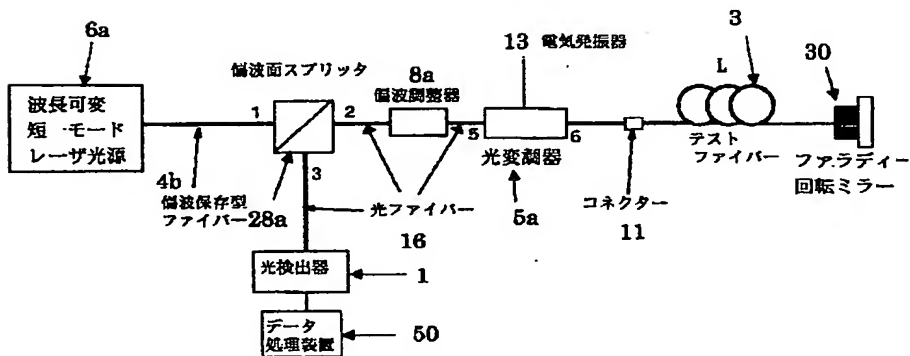 6a
波長可変
短一モード
レーザ光源
4b
偏波保存型
ファイバー
28a
偏波面スプリッタ
1
2
3
8a
偏波調整器
光ファイバー
16
13 電気発振器
5
6
光変調器
5a
コネクター
11
L
3
テスト
ファイバー
30
ファラディー
回転ミラー
光検出器
1
データ
処理装置
50